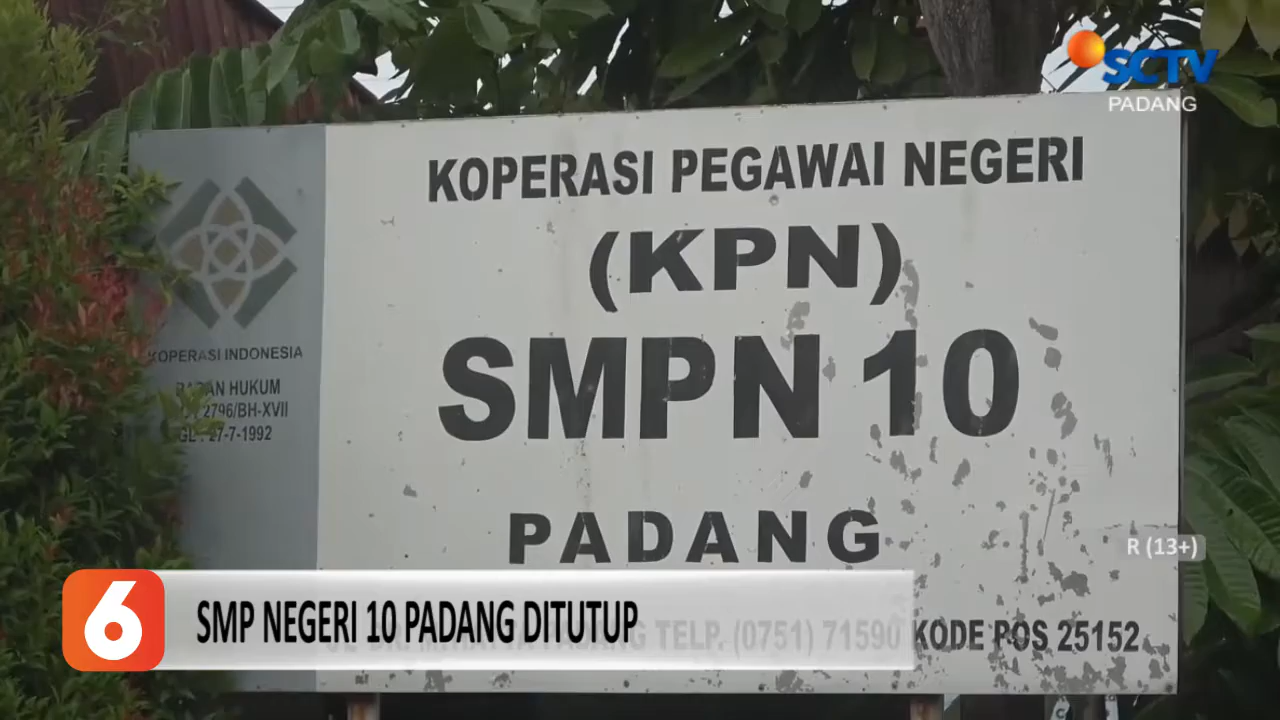 SCTV
PADANG
KOPERASI PEGAWAI NEGERI
(KPN)
SMPN 10
PADANG
KOPERASI INDONESIA
BADAN HUKUM
2796/BH-XVII
27-7-1992
R (13+)
6
SMP NEGERI 10 PADANG DITUTUP
PADANG TELP. (0751) 71590 KODE POS 25152